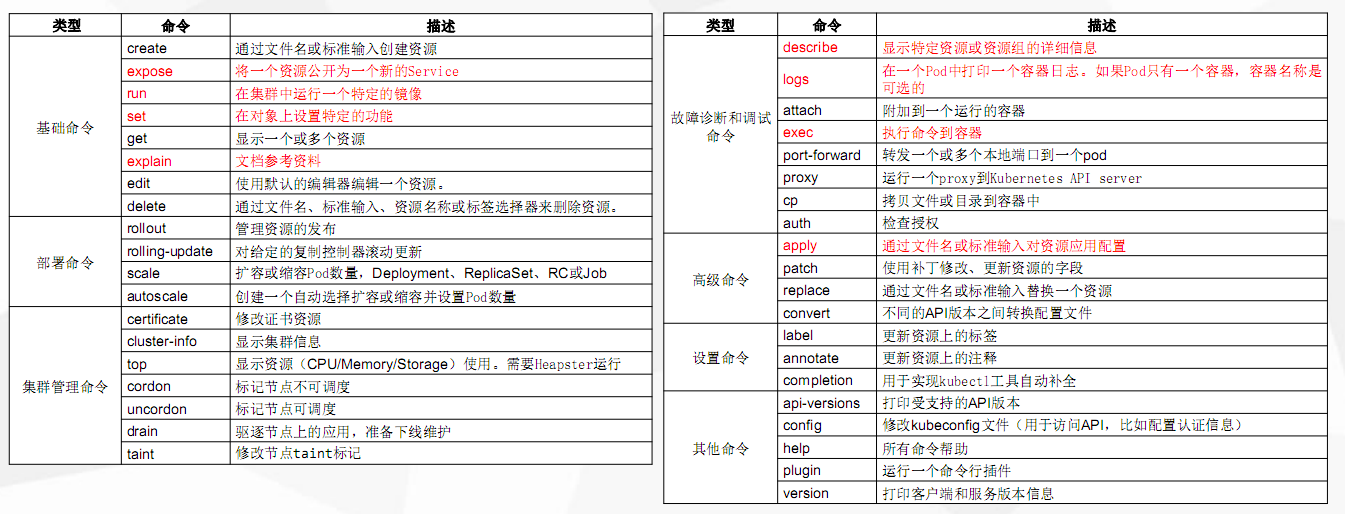 类型 命令 描述
基础命令
create 通过文件名或标准输入创建资源
expose 将一个资源公开为一个新的Service
run 在集群中运行一个特定的镜像
set 在对象上设置特定的功能
get 显示一个或多个资源
explain 文档参考资料
edit 使用默认的编辑器编辑一个资源。
delete 通过文件名、标准输入、资源名称或标签选择器来删除资源。
部署命令
rollout 管理资源的发布
rolling-update 对给定的复制控制器滚动更新
scale 扩容或缩容Pod数量，Deployment、ReplicaSet、RC或Job
autoscale 创建一个自动选择扩容或缩容并设置Pod数量
集群管理命令
certificate 修改证书资源
cluster-info 显示集群信息
top 显示资源（CPU/Memory/Storage）使用。需要Heapster运行
cordon 标记节点不可调度
uncordon 标记节点可调度
drain 驱逐节点上的应用，准备下线维护
taint 修改节点taint标记
类型 命令 描述
故障诊断和调试
命令
describe 显示特定资源或资源组的详细信息
logs 在一个Pod中打印一个容器日志。如果Pod只有一个容器，容器名称是
可选的
attach 附加到一个运行的容器
exec 执行命令到容器
port-forward 转发一个或多个本地端口到一个pod
proxy 运行一个proxy到Kubernetes API server
cp 拷贝文件或目录到容器中
auth 检查授权
高级命令
apply 通过文件名或标准输入对资源应用配置
patch 使用补丁修改、更新资源的字段
replace 通过文件名或标准输入替换一个资源
convert 不同的API版本之间转换配置文件
设置命令
label 更新资源上的标签
annotate 更新资源上的注释
completion 用于实现kubectl工具自动补全
其他命令
api-versions 打印受支持的API版本
config 修改kubeconfig文件（用于访问API，比如配置认证信息）
help 所有命令帮助
plugin 运行一个命令行插件
version 打印客户端和服务版本信息